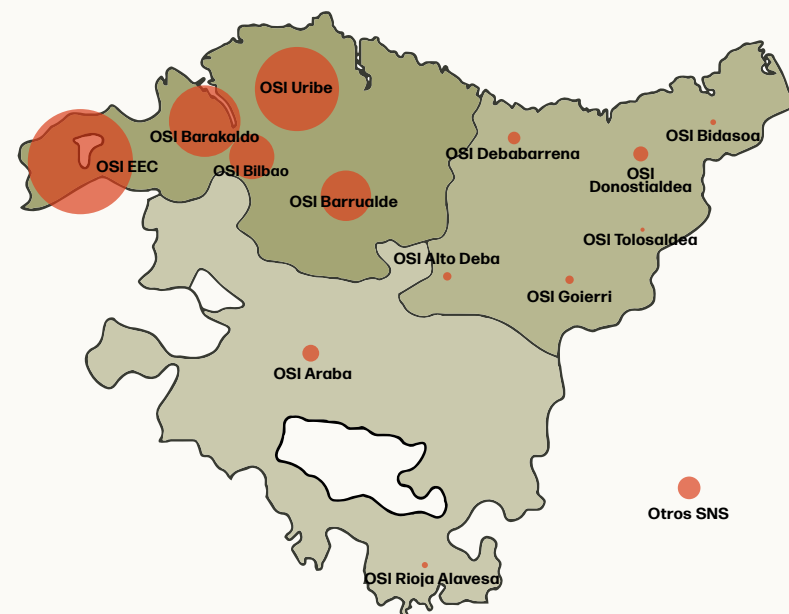 OSI Uribe
OSI Barakaldo
OSI EEC
OSI Bilbao
OSI Barrualde
OSI Debabarrena
OSI Bidasoa
OSI
Donostialdea
OSI Tolosaldea
OSI Alto Deba
OSI Goierri
OSI Araba
Otros SNS
OSI Rioja Alavesa